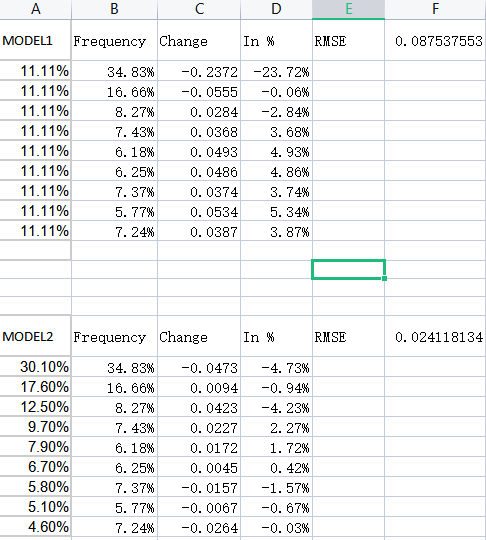 A B C D E F
MODEL1 Frequency Change In % RMSE 0.087537553
11.11% 34.83% -0.2372 -23.72%
11.11% 16.66% -0.0555 -0.06%
11.11% 8.27% 0.0284 -2.84%
11.11% 7.43% 0.0368 3.68%
11.11% 6.18% 0.0493 4.93%
11.11% 6.25% 0.0486 4.86%
11.11% 7.37% 0.0374 3.74%
11.11% 5.77% 0.0534 5.34%
11.11% 7.24% 0.0387 3.87%
MODEL2 Frequency Change In % RMSE 0.024118134
30.10% 34.83% -0.0473 -4.73%
17.60% 16.66% 0.0094 -0.94%
12.50% 8.27% 0.0423 -4.23%
9.70% 7.43% 0.0227 2.27%
7.90% 6.18% 0.0172 1.72%
6.70% 6.25% 0.0045 0.42%
5.80% 7.37% -0.0157 -1.57%
5.10% 5.77% -0.0067 -0.67%
4.60% 7.24% -0.0264 -0.03%